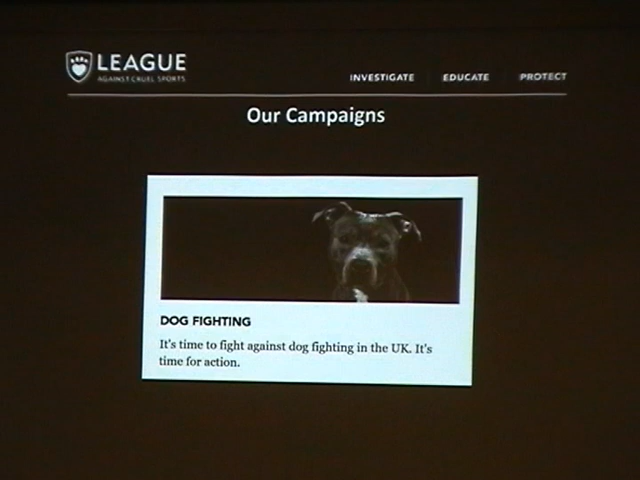 LEAGUE
AGAINST CRUEL SPORTS
INVESTIGATE EDUCATE PROTECT
Our Campaigns
DOG FIGHTING
It's time to fight against dog fighting in the UK. It's
time for action.